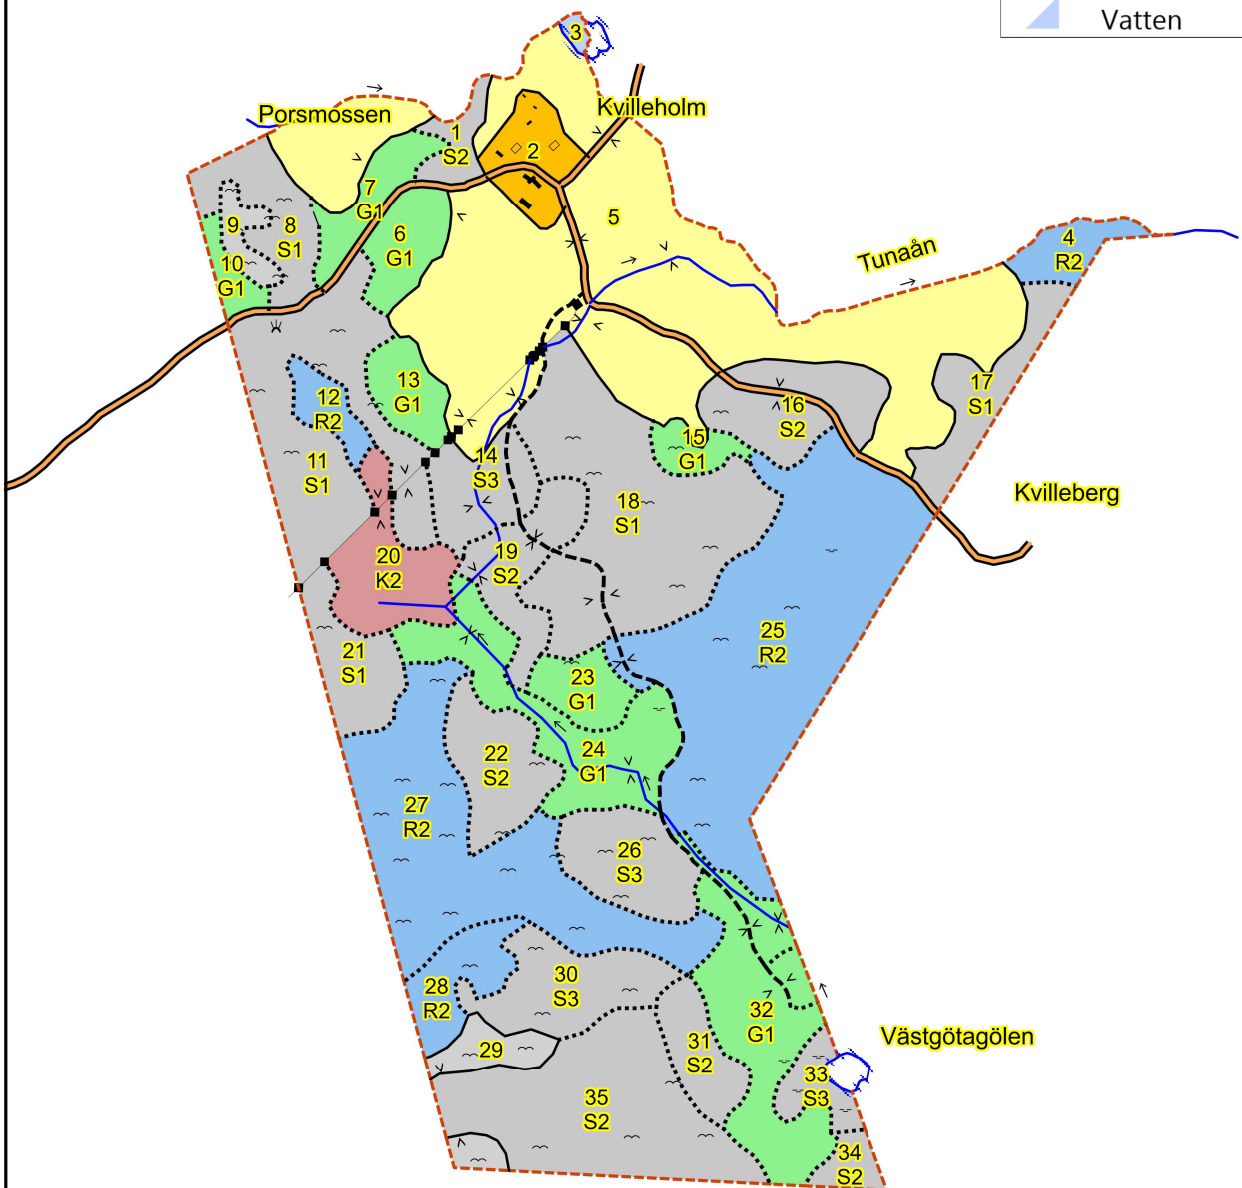 Vatten
3
Porsmossen
Kvilleholm
1
S2
2
7
G1
5
9
8
S1
6
G1
4
R2
10
G1
Tunaån
13
G1
12
R2
17
S1
16
S2
15
G1
11
S1
14
S3
Kvilleberg
18
S1
20
K2
19
S2
25
R2
21
S1
23
G1
22
S2
24
G1
27
R2
26
S3
28
R2
30
S3
32
G1
29
31
S2
Västgötagölen
33
S3
35
S2
34
S2